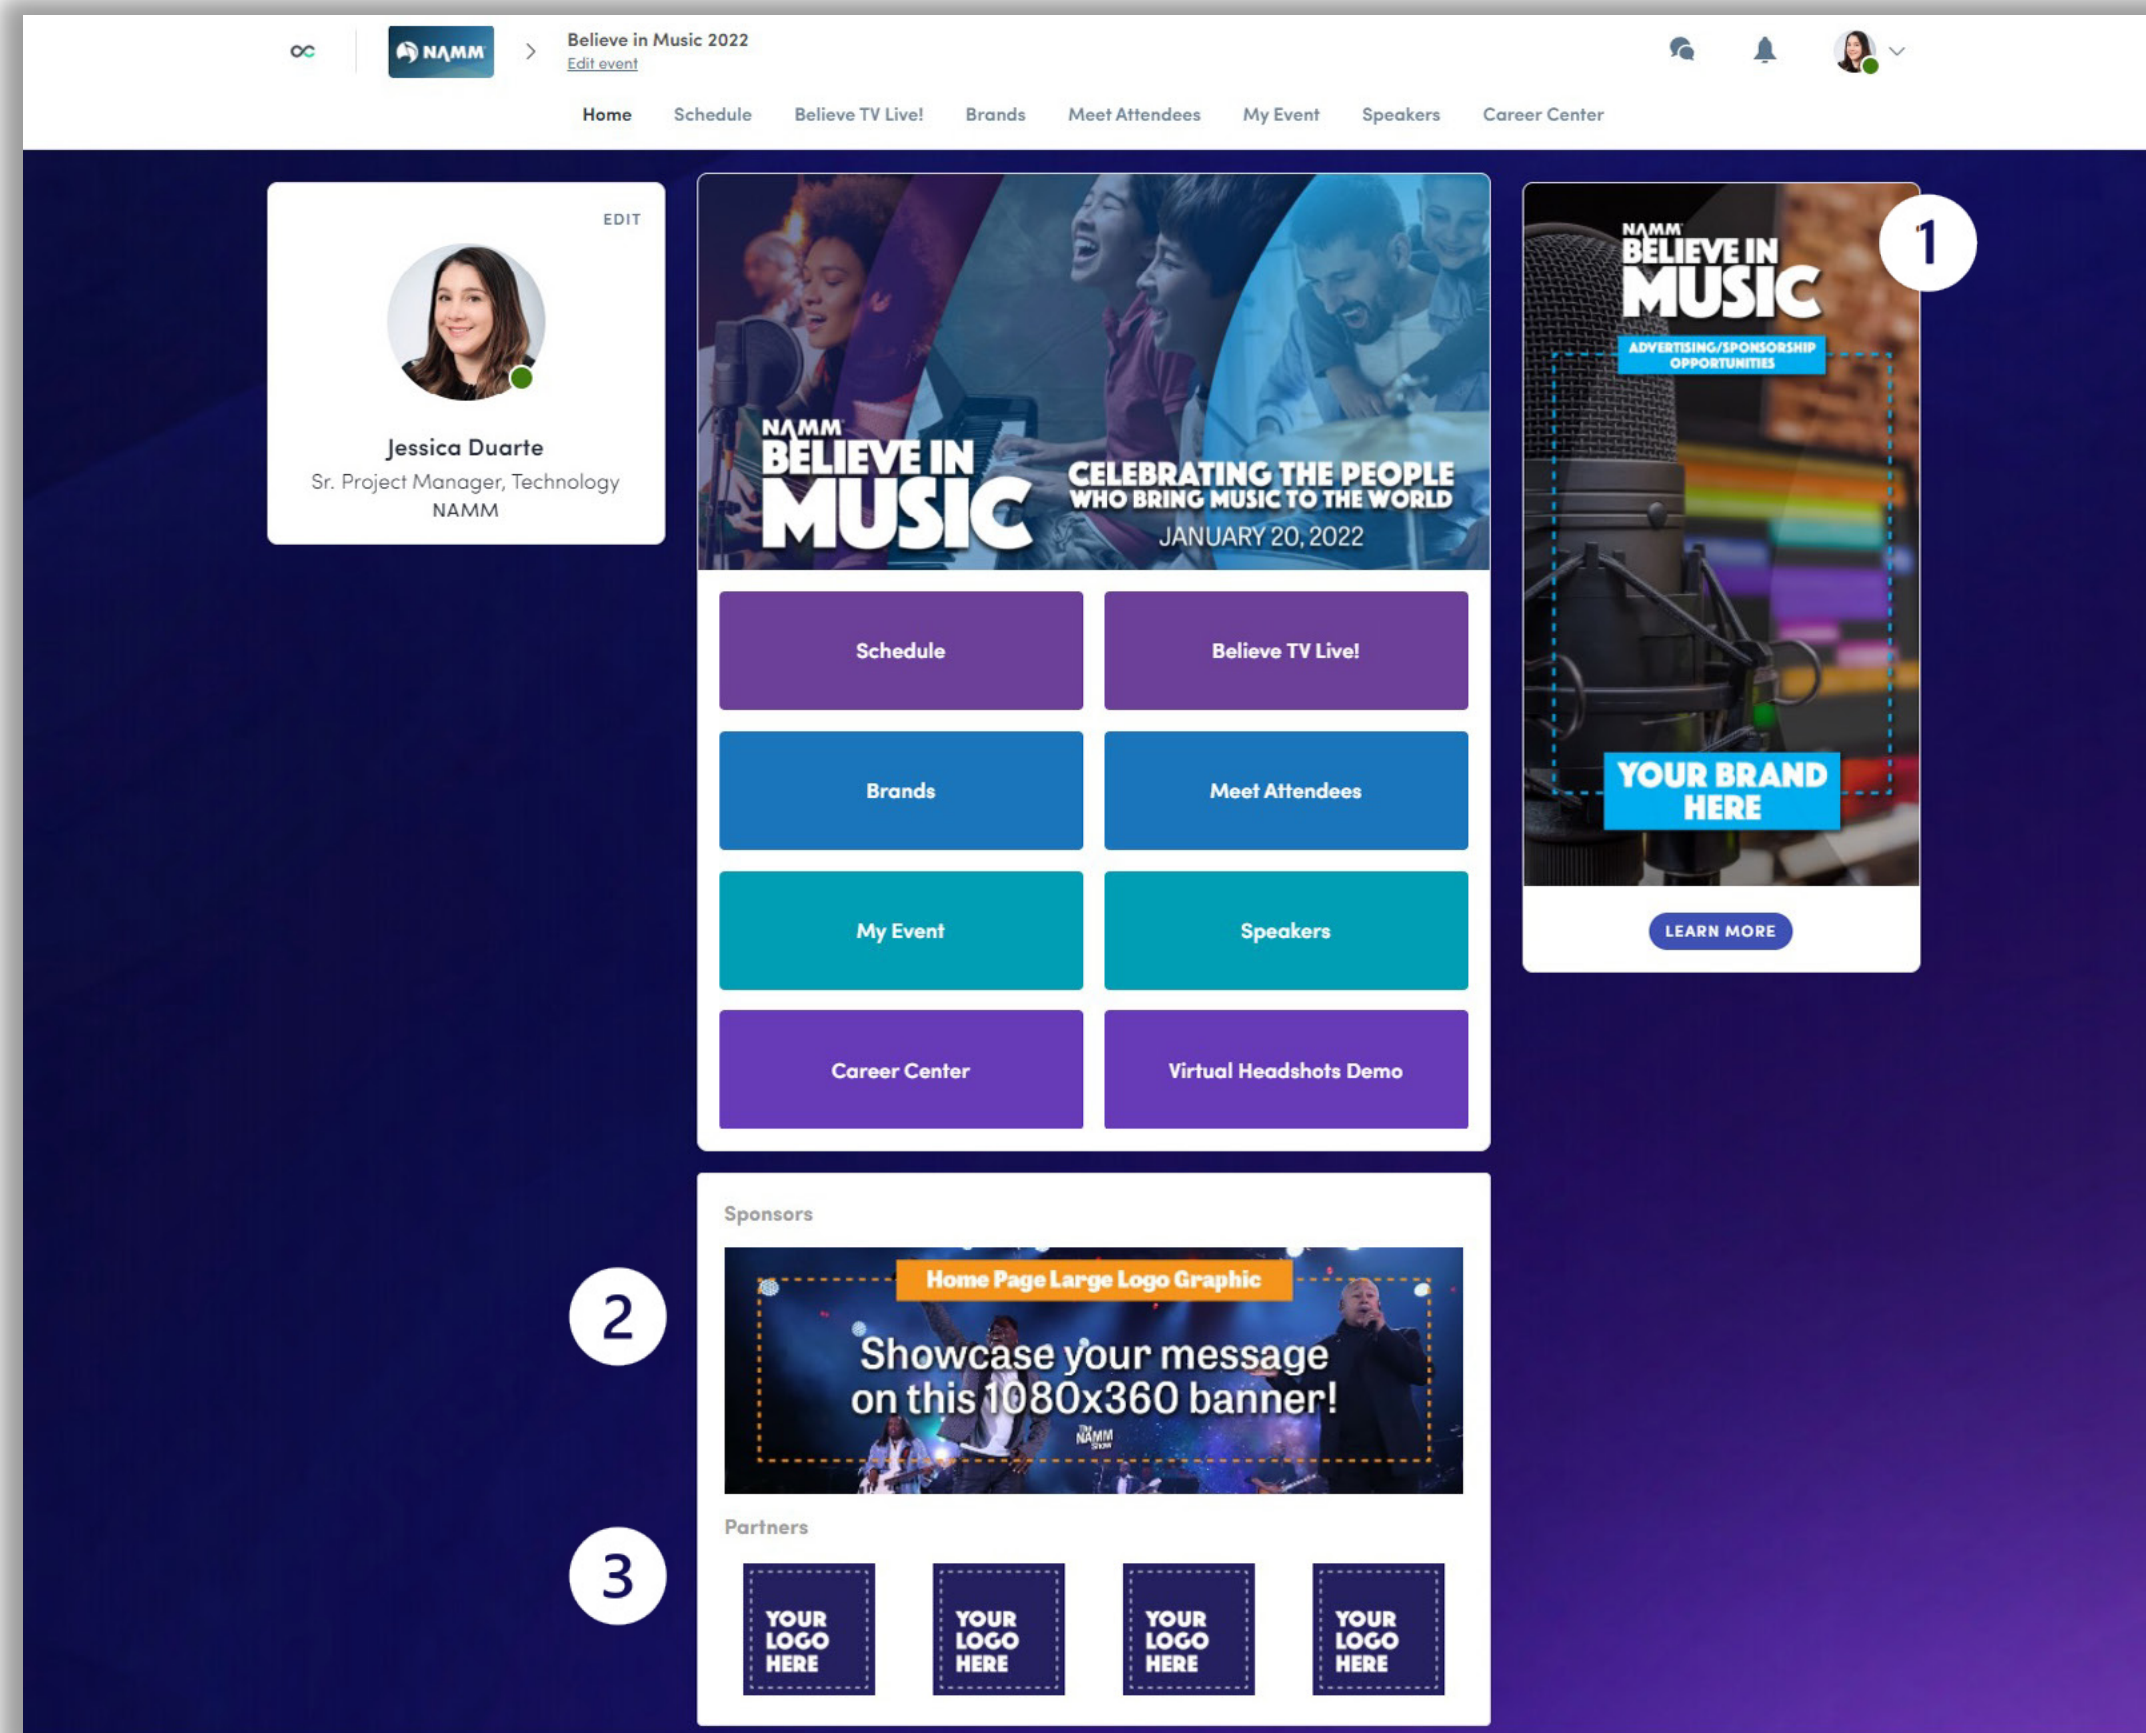 NAMM
Believe in Music 2022
Edit event
Home Schedule Believe TV Live! Brands Meet Attendees My Event Speakers Career Center
EDIT
Jessica Duarte
Sr. Project Manager, Technology
NAMM
NAMM
BELIEVE IN
MUSIC
CELEBRATING THE PEOPLE
WHO BRING MUSIC TO THE WORLD
JANUARY 20, 2022
Schedule
Believe TV Live!
Brands
Meet Attendees
My Event
Speakers
Career Center
Virtual Headshots Demo
1
NAMM
BELIEVE IN
MUSIC
ADVERTISING/SPONSORSHIP
OPPORTUNITIES
YOUR BRAND
HERE
LEARN MORE
Sponsors
2
Home Page Large Logo Graphic
Showcase your message
on this 1080x360 banner!
The
NAMM
Show
Partners
3
YOUR
LOGO
HERE
YOUR
LOGO
HERE
YOUR
LOGO
HERE
YOUR
LOGO
HERE